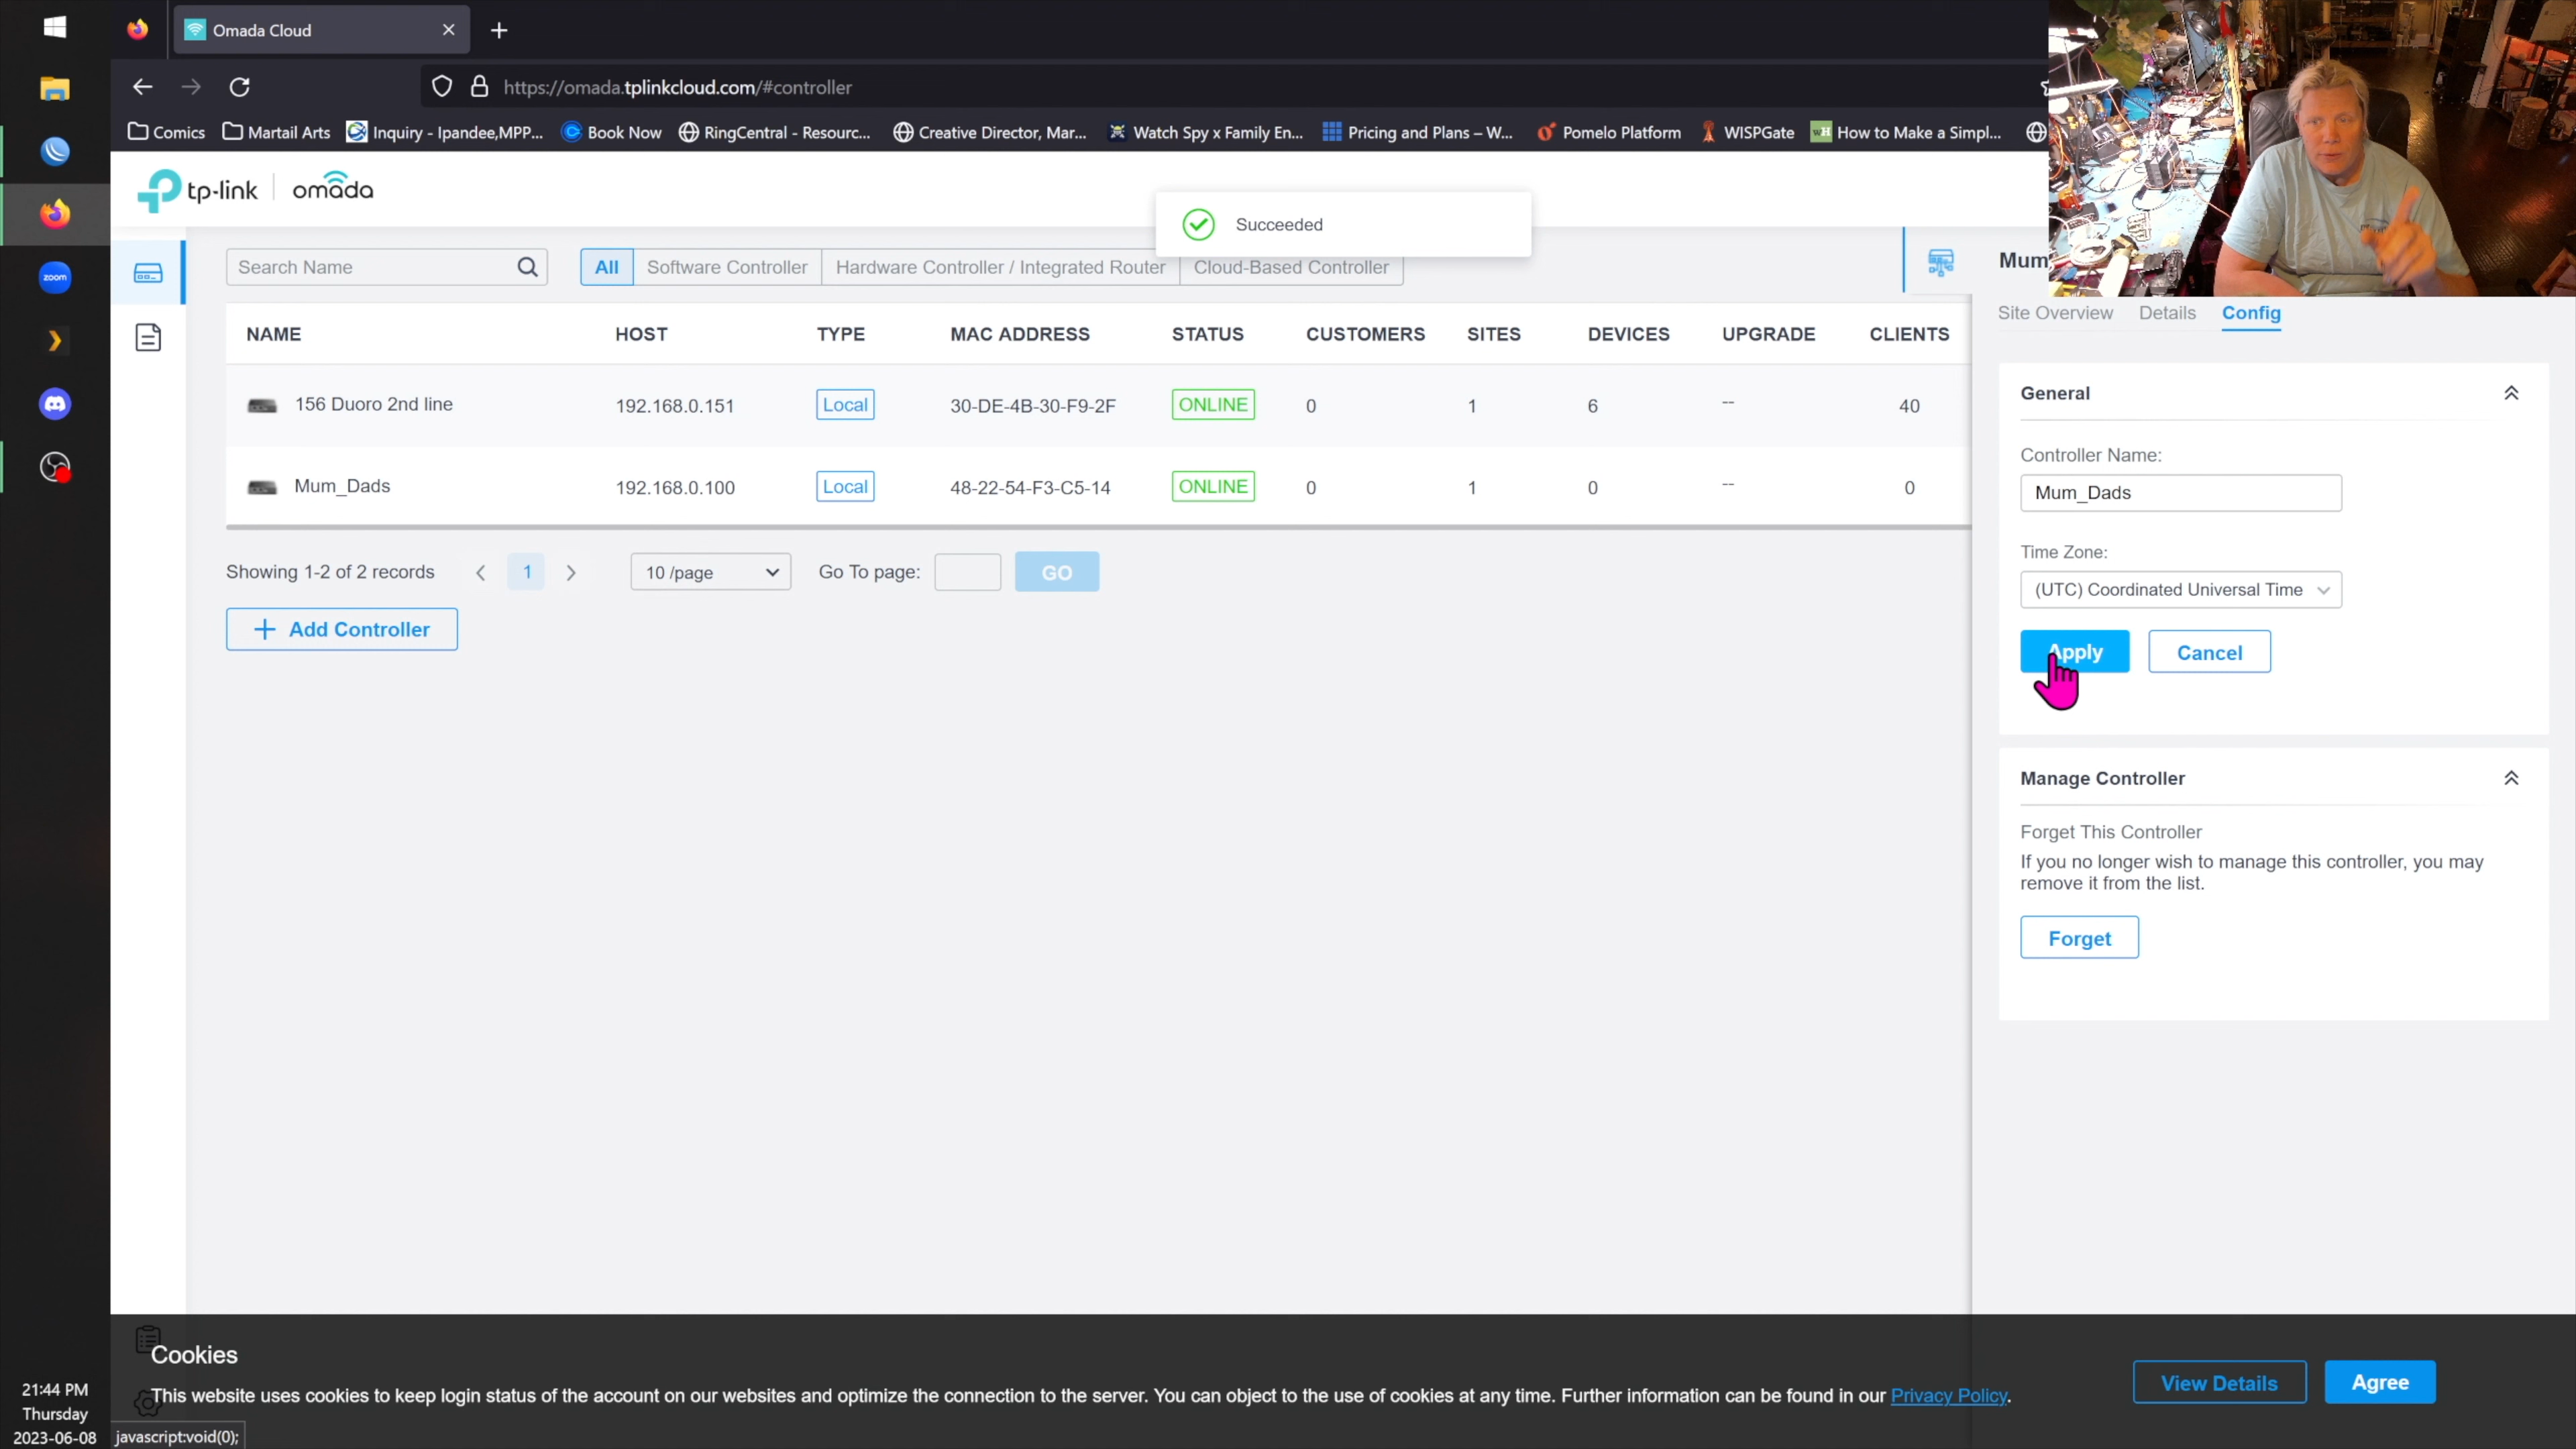 Omada Cloud
https://omada.tplinkcloud.com/#controller
Comics
Martail Arts
Inquiry - Ipandee,MPP...
Book Now
RingCentral - Resourc...
Creative Director, Mar...
Watch Spy x Family En...
Pricing and Plans – W...
Pomelo Platform
WISPGate
How to Make a Simpl...
tp-link
omada
zoom
Succeeded
Search Name
All
Software Controller
Hardware Controller / Integrated Router
Cloud-Based Controller
NAME HOST TYPE MAC ADDRESS STATUS CUSTOMERS SITES DEVICES UPGRADE CLIENTS
156 Duoro 2nd line 192.168.0.151 Local 30-DE-4B-30-F9-2F ONLINE 0 1 6 -- 40
Mum_Dads 192.168.0.100 Local 48-22-54-F3-C5-14 ONLINE 0 1 0 -- 0
Showing 1-2 of 2 records
1
10 /page
Go To page:
GO
Add Controller
Mum
Site Overview Details Config
General
Controller Name:
Mum_Dads
Time Zone:
(UTC) Coordinated Universal Time
Apply
Cancel
Manage Controller
Forget This Controller
If you no longer wish to manage this controller, you may
remove it from the list.
Forget
Cookies
This website uses cookies to keep login status of the account on our websites and optimize the connection to the server. You can object to the use of cookies at any time. Further information can be found in our Privacy Policy.
View Details
Agree
21:44 PM
Thursday
2023-06-08
javascript:void(0);